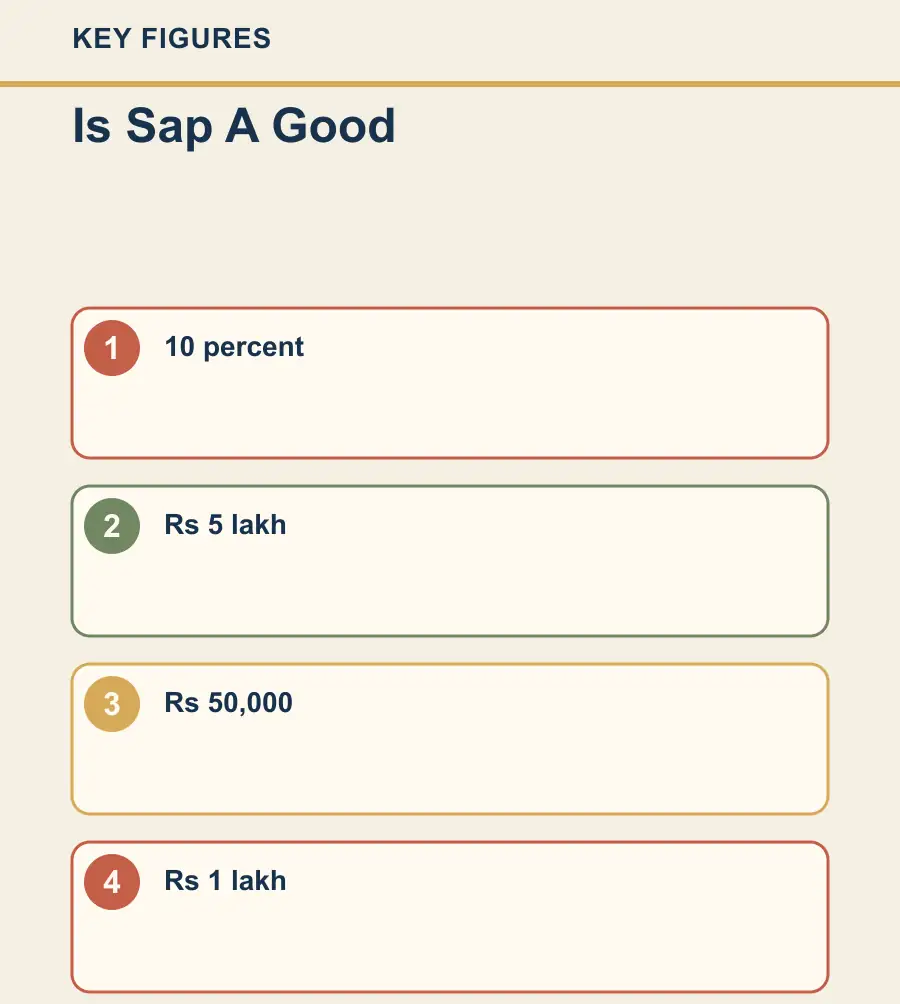 KEY FIGURES
Is Sap A Good
1 10 percent
2 Rs 5 lakh
3 Rs 50,000
4 Rs 1 lakh